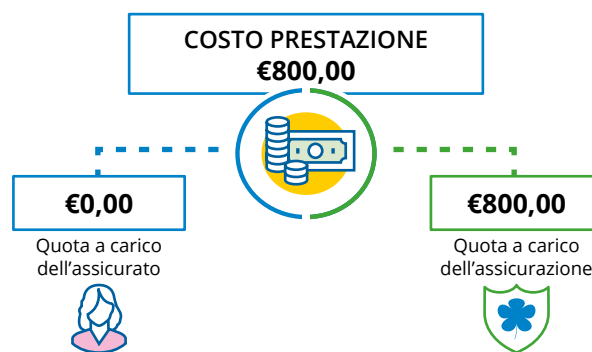 COSTO PRESTAZIONE
€800,00
€0,00
Quota a carico
dell’assicurato
€800,00
Quota a carico
dell’assicurazione